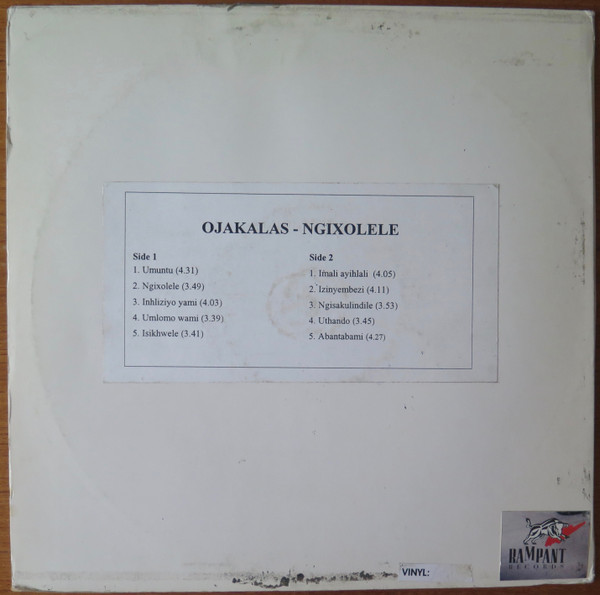 OJAKALAS - NGIXOLELE
Side 1
1. Umuntu (4.31)
2. Ngixolele (3.49)
3. Inhliziyo yami (4.03)
4. Umlomo wami (3.39)
5. Isikhwele (3.41)
Side 2
1. Imali ayihlali (4.05)
2. Izinyembezi (4.11)
3. Ngisakulindile (3.53)
4. Uthando (3.45)
5. Abantabami (4.27)
VINYL:
RAMPANT
RECORDS